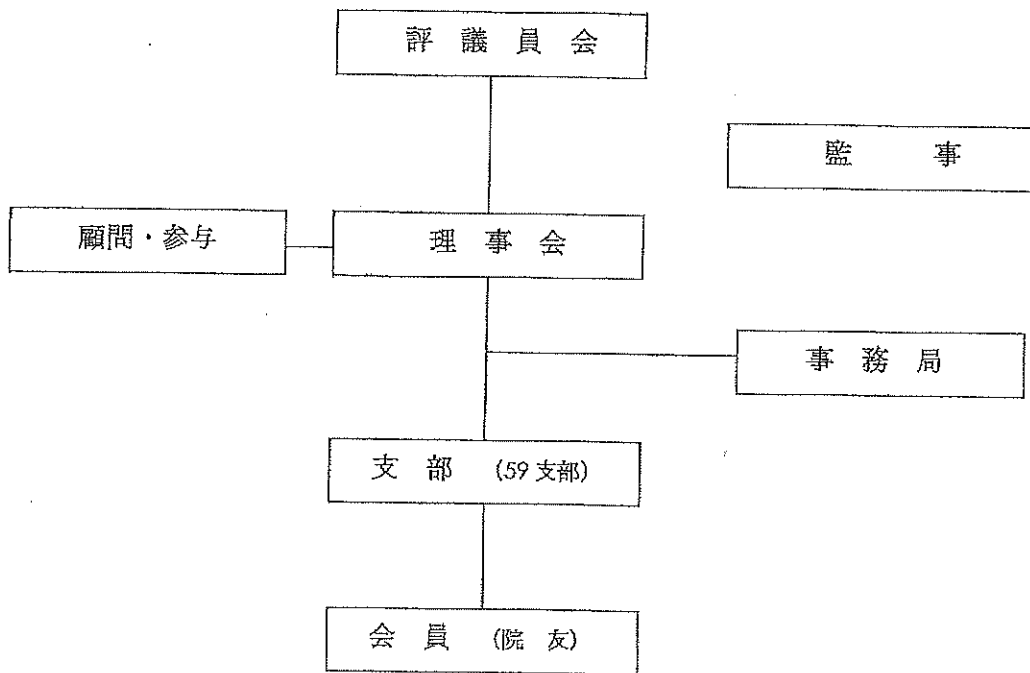 評議員会
監事
顧問・参与
理事会
事務局
支部 (59支部)
会員 (院友)